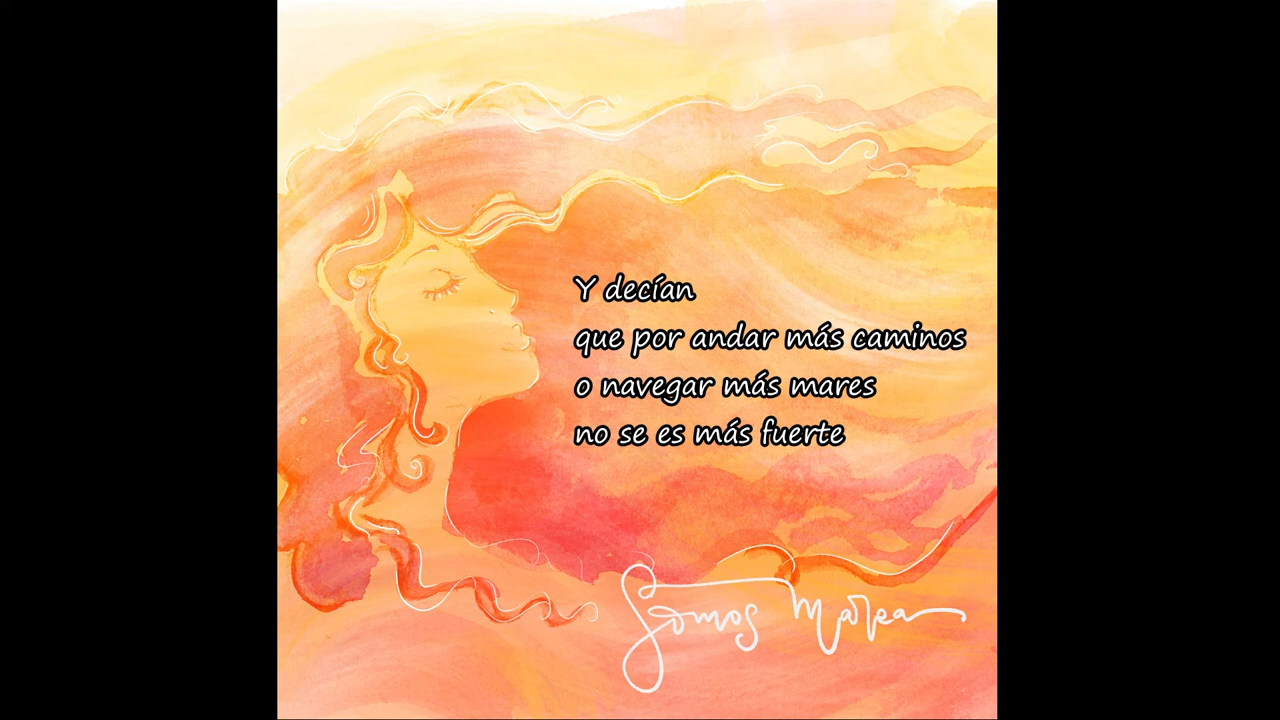 Y decían
que por andar más caminos
o navegar más mares
no se es más fuerte
Somos Marea